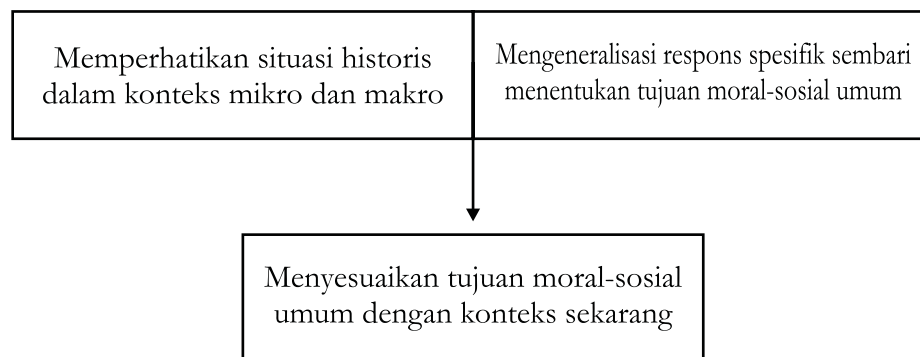 Memperhatikan situasi historis
dalam konteks mikro dan makro
Mengeneralisasi respons spesifik sembari
menentukan tujuan moral-sosial umum
Menyesuaikan tujuan moral-sosial
umum dengan konteks sekarang